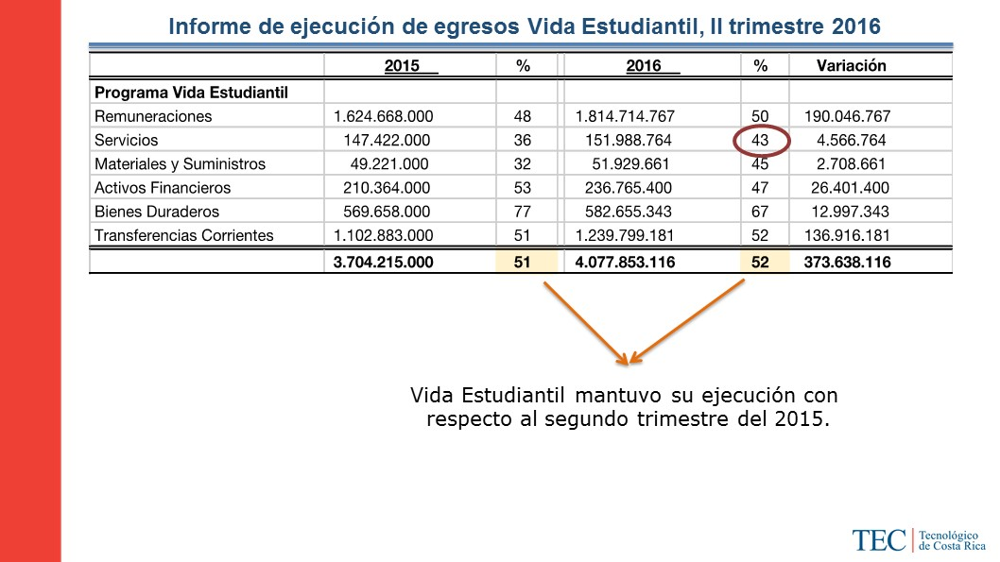 Informe de ejecución de egresos Vida Estudiantil, II trimestre 2016
2015 % 2016 % Variación
Programa Vida Estudiantil
Remuneraciones 1.624.668.000 48 1.814.714.767 50 190.046.767
Servicios 147.422.000 36 151.988.764 43 4.566.764
Materiales y Suministros 49.221.000 32 51.929.661 45 2.708.661
Activos Financieros 210.364.000 53 236.765.400 47 26.401.400
Bienes Duraderos 569.658.000 77 582.655.343 67 12.997.343
Transferencias Corrientes 1.102.883.000 51 1.239.799.181 52 136.916.181
3.704.215.000 51 4.077.853.116 52 373.638.116
Vida Estudiantil mantuvo su ejecución con
respecto al segundo trimestre del 2015.
TEC Tecnológico
de Costa Rica